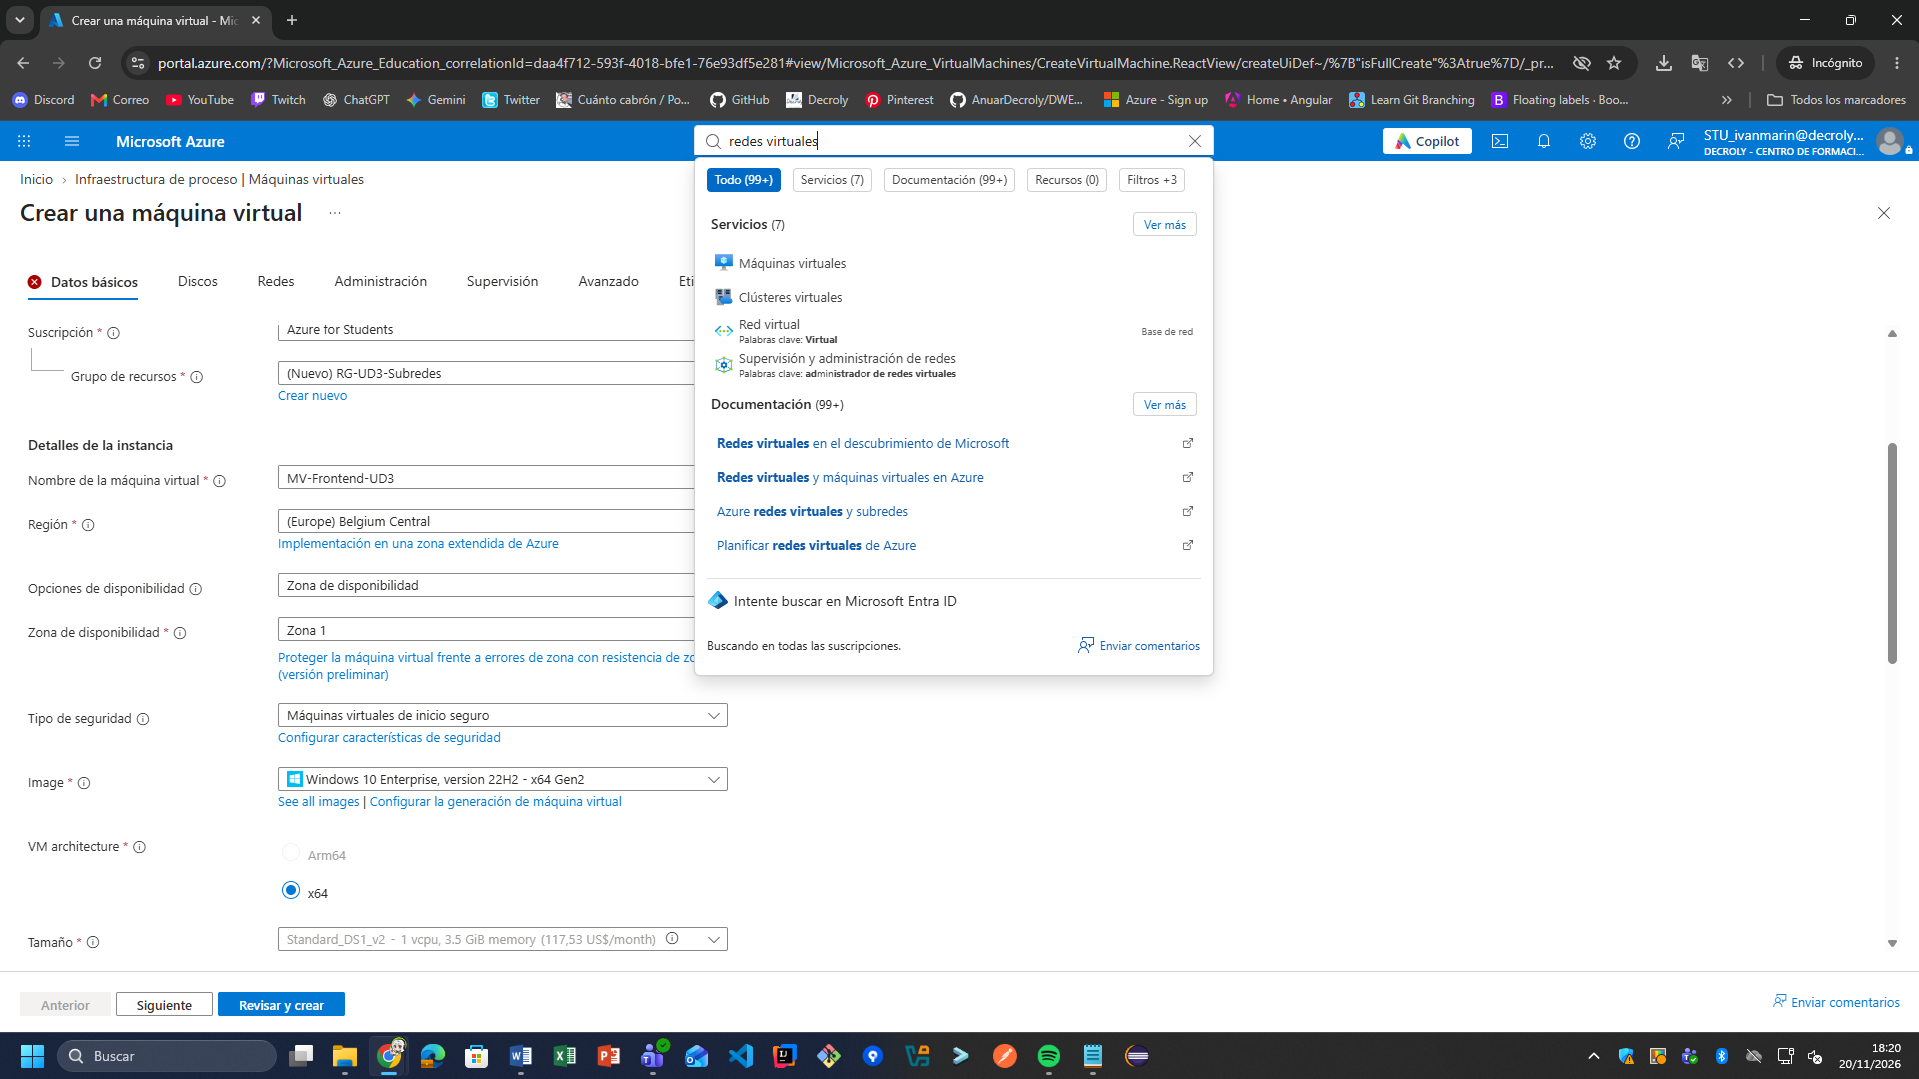 Crear una máquina virtual - Mic
portal.azure.com/?Microsoft_Azure_Education_correlationId=daa4f712-593f-4018-bfe1-76e93df5e281#view/Microsoft_Azure_VirtualMachines/CreateVirtualMachine.ReactView/createUiDef~/%7B"isFullCreate"%3Atrue%7D/_pr...
Incógnito
Discord
Correo
YouTube
Twitch
ChatGPT
Gemini
Twitter
Cuánto cabrón / Po...
GitHub
Decroly
Pinterest
AnuarDecroly/DWE...
Azure - Sign up
Home • Angular
Learn Git Branching
Floating labels · Boo...
Todos los marcadores
Microsoft Azure
redes virtuales
Copilot
STU_ivanmarin@decroly...
DECROLY - CENTRO DE FORMACI...
Inicio > Infraestructura de proceso | Máquinas virtuales
Crear una máquina virtual ...
Datos básicos
Discos
Redes
Administración
Supervisión
Avanzado
Eti
Suscripción *
Azure for Students
Grupo de recursos *
(Nuevo) RG-UD3-Subredes
Crear nuevo
Detalles de la instancia
Nombre de la máquina virtual *
MV-Frontend-UD3
Región *
(Europe) Belgium Central
Implementación en una zona extendida de Azure
Opciones de disponibilidad
Zona de disponibilidad
Zona de disponibilidad *
Zona 1
Proteger la máquina virtual frente a errores de zona con resistencia de zo
(versión preliminar)
Tipo de seguridad
Máquinas virtuales de inicio seguro
Configurar características de seguridad
Image *
Windows 10 Enterprise, version 22H2 - x64 Gen2
See all images | Configurar la generación de máquina virtual
VM architecture *
Arm64
x64
Tamaño *
Standard_DS1_v2 - 1 vcpu, 3.5 GiB memory (117,53 US$/month)
Todo (99+)
Servicios (7)
Documentación (99+)
Recursos (0)
Filtros +3
Servicios (7)
Ver más
Máquinas virtuales
Clústeres virtuales
Red virtual
Palabras clave: Virtual
Base de red
Supervisión y administración de redes
Palabras clave: administrador de redes virtuales
Documentación (99+)
Ver más
Redes virtuales en el descubrimiento de Microsoft
Redes virtuales y máquinas virtuales en Azure
Azure redes virtuales y subredes
Planificar redes virtuales de Azure
Intente buscar en Microsoft Entra ID
Buscando en todas las suscripciones.
Enviar comentarios
Anterior
Siguiente
Revisar y crear
Enviar comentarios
Buscar
18:20
20/11/2026